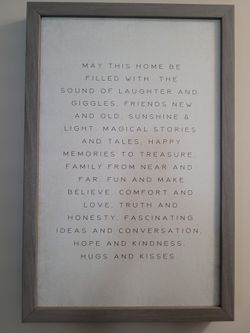 MAY THIS HOME BE
FILLED WITH THE
SOUND OF LAUGHTER AND
GIGGLES, FRIENDS NEW
AND OLD, SUNSHINE &
LIGHT, MAGICAL STORIES
AND TALES, HAPPY
MEMORIES TO TREASURE,
FAMILY FROM NEAR AND
FAR, FUN AND MAKE
BELIEVE, COMFORT AND
LOVE, TRUTH AND
HONESTY, FASCINATING
IDEAS AND CONVERSATION,
HOPE AND KINDNESS,
HUGS AND KISSES.